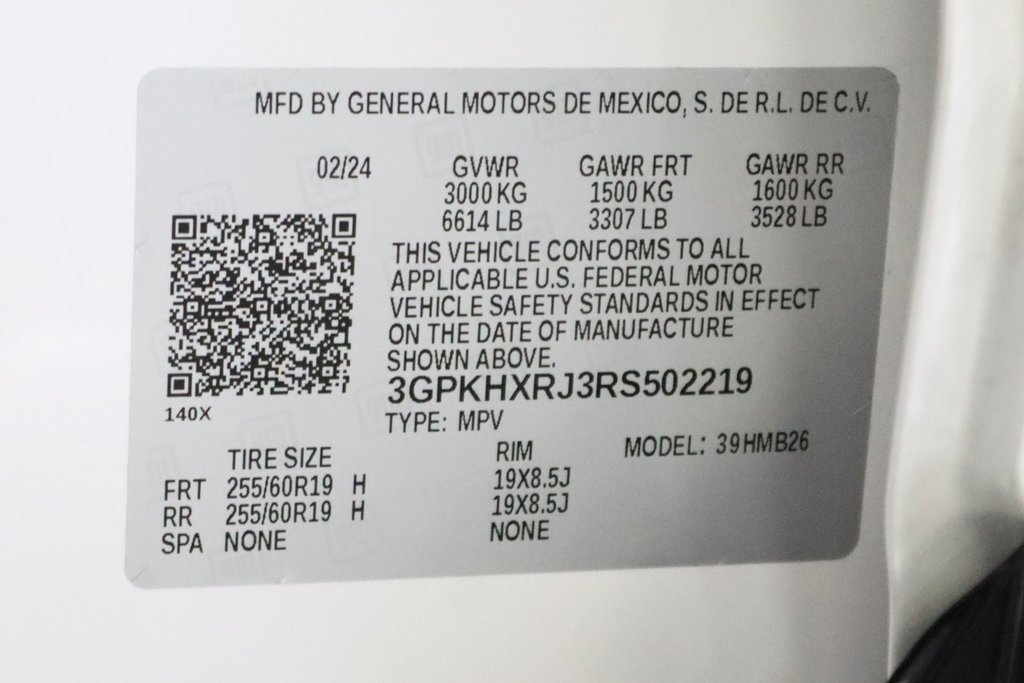 MFD BY GENERAL MOTORS DE MEXICO, S. DE R.L. DE C.V.
02/24 GVWR GAWR FRT GAWR RR
3000 KG 1500 KG 1600 KG
6614 LB 3307 LB 3528 LB
THIS VEHICLE CONFORMS TO ALL
APPLICABLE U.S. FEDERAL MOTOR
VEHICLE SAFETY STANDARDS IN EFFECT
ON THE DATE OF MANUFACTURE
SHOWN ABOVE.
3GPKHXRJ3RS502219
140X
TYPE: MPV
TIRE SIZE RIM MODEL: 39HMB26
FRT 255/60R19 H 19X8.5J
RR 255/60R19 H 19X8.5J
SPA NONE NONE